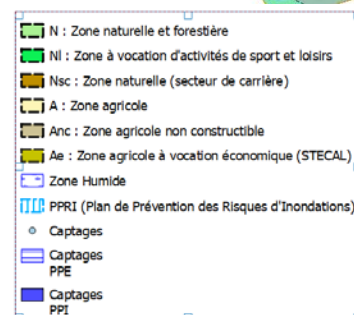 N : Zone naturelle et forestière
Nl : Zone à vocation d'activités de sport et loisirs
Nsc : Zone naturelle (secteur de carrière)
A : Zone agricole
Anc : Zone agricole non constructible
Ae : Zone agricole à vocation économique (STECAL)
Zone Humide
PPRI (Plan de Prévention des Risques d'Inondations)
Captages
Captages
PPE
Captages
PPI